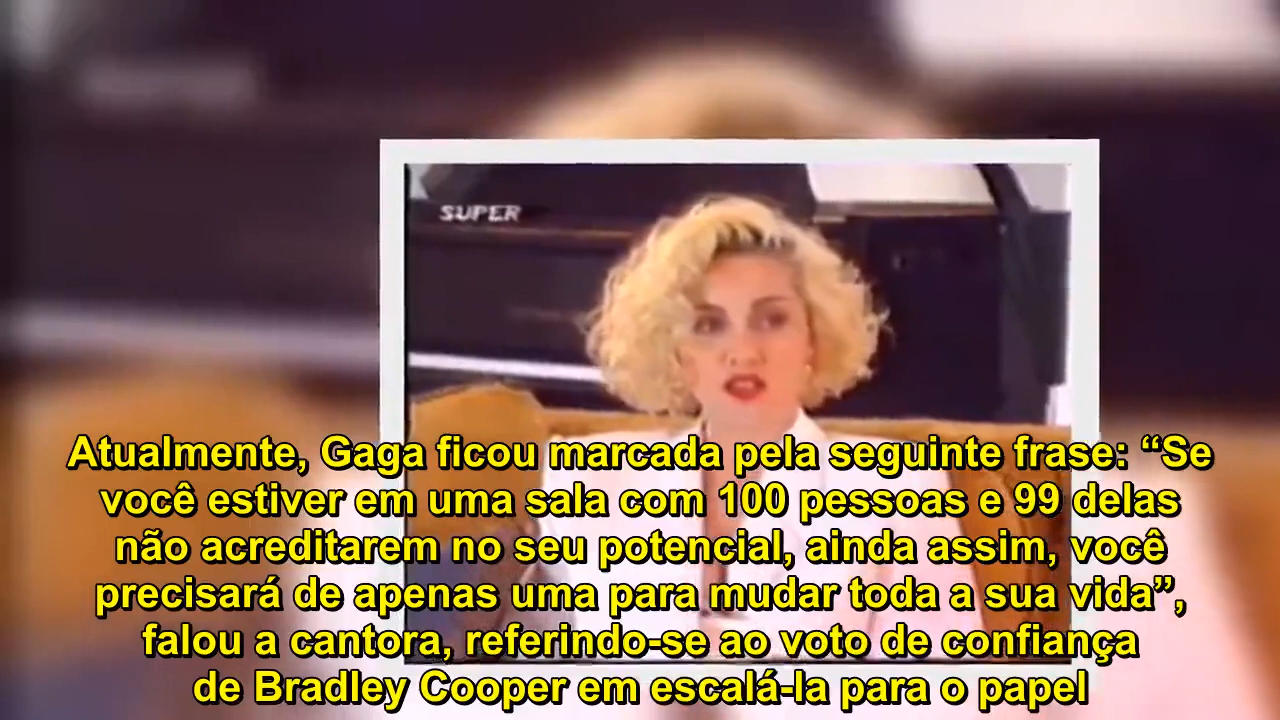 SUPER
Atualmente, Gaga ficou marcada pela seguinte frase: “Se
você estiver em uma sala com 100 pessoas e 99 delas
não acreditarem no seu potencial, ainda assim, você
precisará de apenas uma para mudar toda a sua vida”,
falou a cantora, referindo-se ao voto de confiança
de Bradley Cooper em escalá-la para o papel